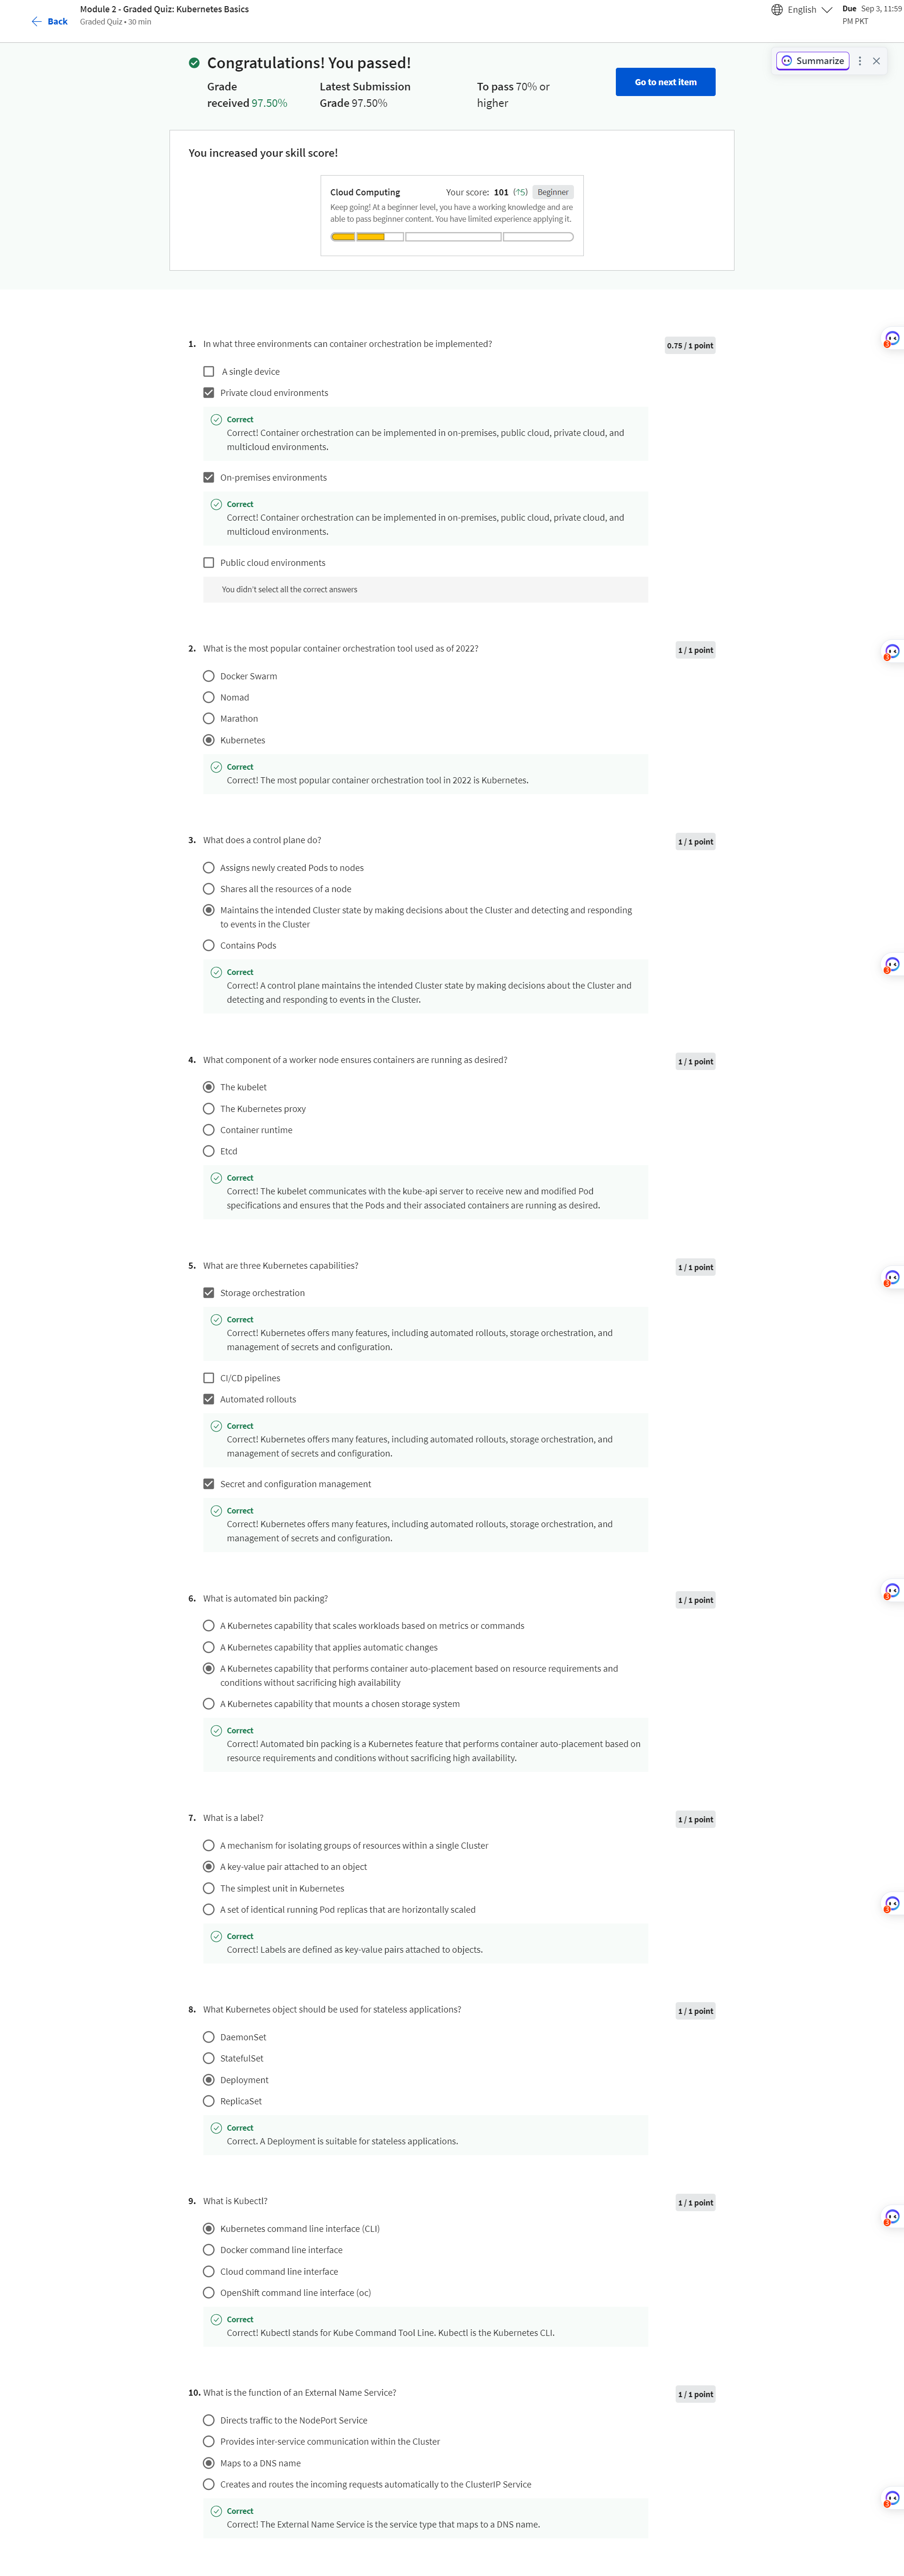 Back
Module 2 - Graded Quiz: Kubernetes Basics
Graded Quiz • 30 min
English
Due Sep 3, 11:59
PM PKT
Congratulations! You passed!
Grade
received 97.50%
Latest Submission
Grade 97.50%
To pass 70% or
higher
Go to next item
Summarize
You increased your skill score!
Cloud Computing
Your score: 101 (↑5) Beginner
Keep going! At a beginner level, you have a working knowledge and are
able to pass beginner content. You have limited experience applying it.
1. In what three environments can container orchestration be implemented?
0.75 / 1 point
A single device
Private cloud environments
Correct
Correct! Container orchestration can be implemented in on-premises, public cloud, private cloud, and
multicloud environments.
On-premises environments
Correct
Correct! Container orchestration can be implemented in on-premises, public cloud, private cloud, and
multicloud environments.
Public cloud environments
You didn't select all the correct answers
2. What is the most popular container orchestration tool used as of 2022?
1 / 1 point
Docker Swarm
Nomad
Marathon
Kubernetes
Correct
Correct! The most popular container orchestration tool in 2022 is Kubernetes.
3. What does a control plane do?
1 / 1 point
Assigns newly created Pods to nodes
Shares all the resources of a node
Maintains the intended Cluster state by making decisions about the Cluster and detecting and responding
to events in the Cluster
Contains Pods
Correct
Correct! A control plane maintains the intended Cluster state by making decisions about the Cluster and
detecting and responding to events in the Cluster.
4. What component of a worker node ensures containers are running as desired?
1 / 1 point
The kubelet
The Kubernetes proxy
Container runtime
Etcd
Correct
Correct! The kubelet communicates with the kube-api server to receive new and modified Pod
specifications and ensures that the Pods and their associated containers are running as desired.
5. What are three Kubernetes capabilities?
1 / 1 point
Storage orchestration
Correct
Correct! Kubernetes offers many features, including automated rollouts, storage orchestration, and
management of secrets and configuration.
CI/CD pipelines
Automated rollouts
Correct
Correct! Kubernetes offers many features, including automated rollouts, storage orchestration, and
management of secrets and configuration.
Secret and configuration management
Correct
Correct! Kubernetes offers many features, including automated rollouts, storage orchestration, and
management of secrets and configuration.
6. What is automated bin packing?
1 / 1 point
A Kubernetes capability that scales workloads based on metrics or commands
A Kubernetes capability that applies automatic changes
A Kubernetes capability that performs container auto-placement based on resource requirements and
conditions without sacrificing high availability
A Kubernetes capability that mounts a chosen storage system
Correct
Correct! Automated bin packing is a Kubernetes feature that performs container auto-placement based on
resource requirements and conditions without sacrificing high availability.
7. What is a label?
1 / 1 point
A mechanism for isolating groups of resources within a single Cluster
A key-value pair attached to an object
The simplest unit in Kubernetes
A set of identical running Pod replicas that are horizontally scaled
Correct
Correct! Labels are defined as key-value pairs attached to objects.
8. What Kubernetes object should be used for stateless applications?
1 / 1 point
DaemonSet
StatefulSet
Deployment
ReplicaSet
Correct
Correct. A Deployment is suitable for stateless applications.
9. What is Kubectl?
1 / 1 point
Kubernetes command line interface (CLI)
Docker command line interface
Cloud command line interface
OpenShift command line interface (oc)
Correct
Correct! Kubectl stands for Kube Command Tool Line. Kubectl is the Kubernetes CLI.
10. What is the function of an External Name Service?
1 / 1 point
Directs traffic to the NodePort Service
Provides inter-service communication within the Cluster
Maps to a DNS name
Creates and routes the incoming requests automatically to the ClusterIP Service
Correct
Correct! The External Name Service is the service type that maps to a DNS name.